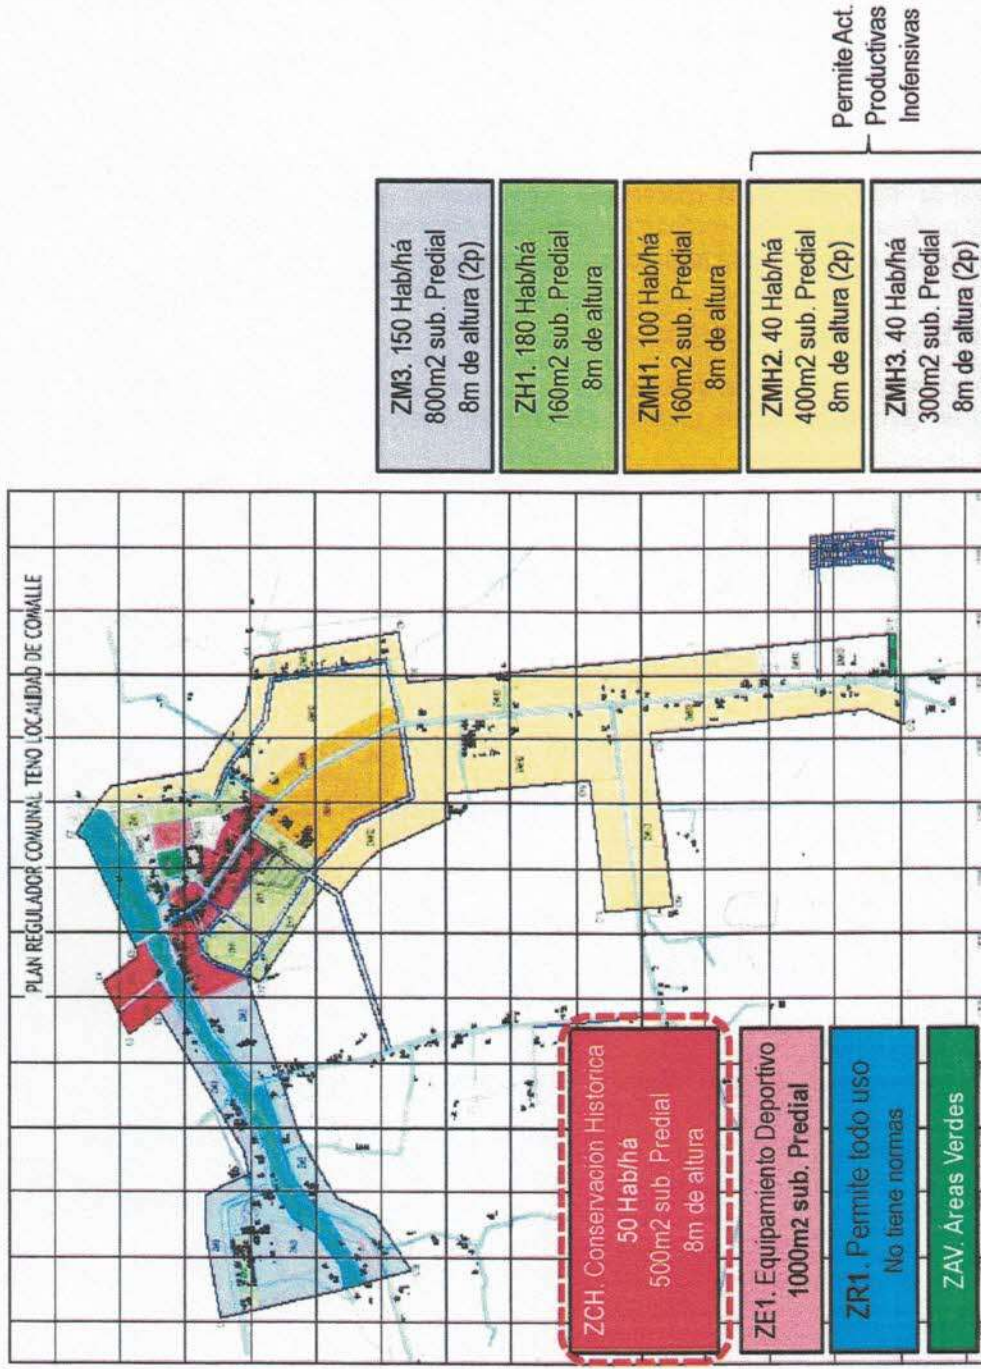 PLAN REGULADOR COMUNAL TENO LOCALIDAD DE COMALLE
ZCH. Conservación Histórica
50 Hab/há
500m2 sub. Predial
8m de altura
ZE1. Equipamiento Deportivo
1000m2 sub. Predial
ZR1. Permite todo uso
No tiene normas
ZAV. Áreas Verdes
ZM3. 150 Hab/há
800m2 sub. Predial
8m de altura (2p)
ZH1. 180 Hab/há
160m2 sub. Predial
8m de altura
ZMH1. 100 Hab/há
160m2 sub. Predial
8m de altura
ZMH2. 40 Hab/há
400m2 sub. Predial
8m de altura (2p)
ZMH3. 40 Hab/há
300m2 sub. Predial
8m de altura (2p)
Permite Act.
Productivas
Inofensivas